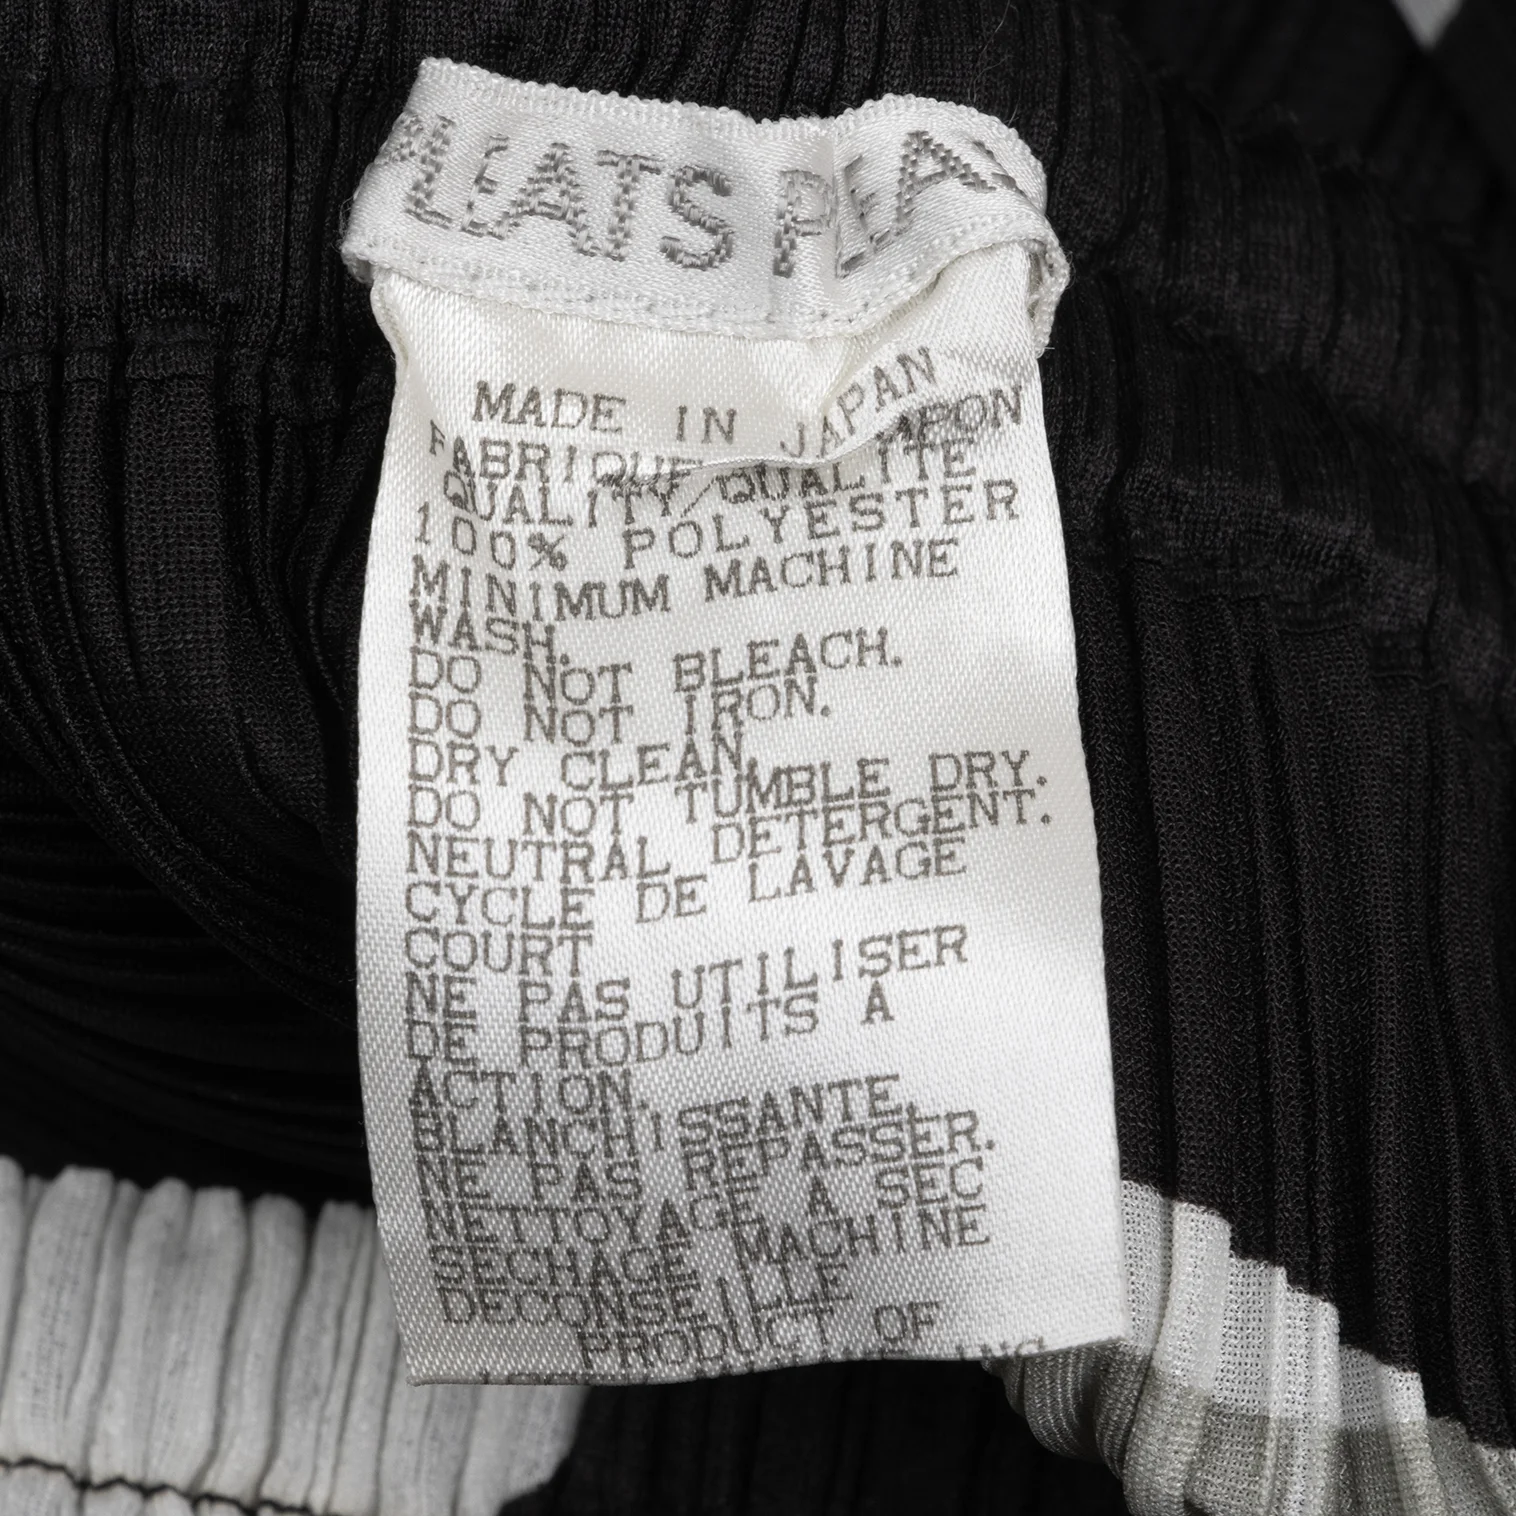 PLEATS PLEAS
MADE IN JAPAN
FABRIQUE JAPON
QUALITY/QUALITE
100% POLYESTER
MINIMUM MACHINE
WASH.
DO NOT BLEACH.
DO NOT IRON.
DRY CLEAN.
DO NOT TUMBLE DRY.
NEUTRAL DETERGENT.
CYCLE DE LAVAGE
COURT
NE PAS UTILISER
DE PRODUITS A
ACTION.
BLANCHISSANTE.
NE PAS REPASSER.
NETTOYAGE A SEC
SECHAGE MACHINE
DECONSEILLE
PRODUCT OF